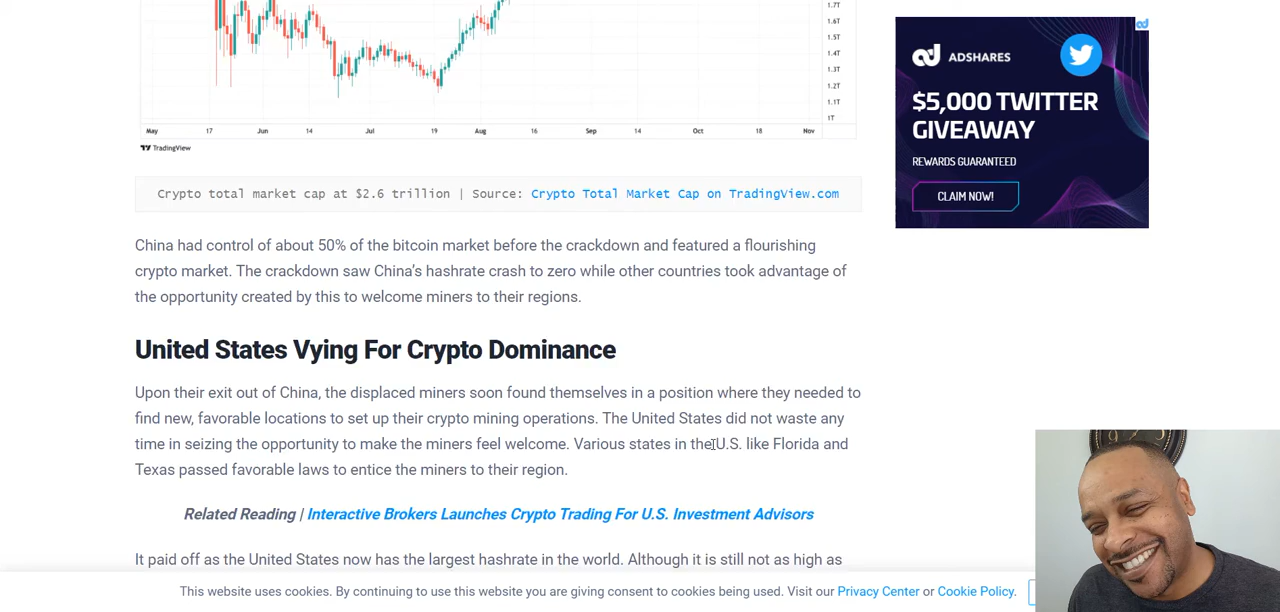 1.7T
1.6T
1.5T
1.4T
1.3T
1.2T
1.1T
1T
May 17 Jun 14 Jul 19 Aug 16 Sep 14 Oct 18 Nov
TradingView
Crypto total market cap at $2.6 trillion | Source: Crypto Total Market Cap on TradingView.com
China had control of about 50% of the bitcoin market before the crackdown and featured a flourishing
crypto market. The crackdown saw China's hashrate crash to zero while other countries took advantage of
the opportunity created by this to welcome miners to their regions.
United States Vying For Crypto Dominance
Upon their exit out of China, the displaced miners soon found themselves in a position where they needed to
find new, favorable locations to set up their crypto mining operations. The United States did not waste any
time in seizing the opportunity to make the miners feel welcome. Various states in the U.S. like Florida and
Texas passed favorable laws to entice the miners to their region.
Related Reading | Interactive Brokers Launches Crypto Trading For U.S. Investment Advisors
It paid off as the United States now has the largest hashrate in the world. Although it is still not as high as
This website uses cookies. By continuing to use this website you are giving consent to cookies being used. Visit our Privacy Center or Cookie Policy.
ad
ADSHARES
$5,000 TWITTER
GIVEAWAY
REWARDS GUARANTEED
CLAIM NOW!